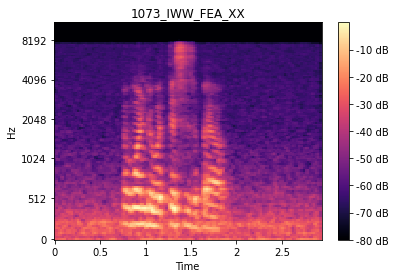 1073_IWW_FEA_XX
8192
4096
2048
1024
512
0
Hz
0
0.5
1
1.5
2
2.5
Time
-10 dB
-20 dB
-30 dB
-40 dB
-50 dB
-60 dB
-70 dB
-80 dB